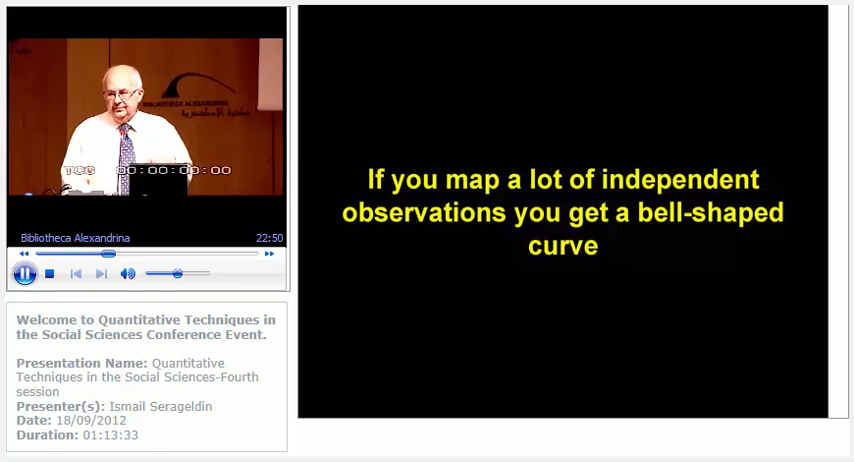 BIBLIOTHECA ALEXANDRINA
مكتبة الإسكندرية
TCG 00:00:00:00
Bibliotheca Alexandrina 22:50
Welcome to Quantitative Techniques in
the Social Sciences Conference Event.
Presentation Name: Quantitative
Techniques in the Social Sciences-Fourth
session
Presenter(s): Ismail Serageldin
Date: 18/09/2012
Duration: 01:13:33
If you map a lot of independent
observations you get a bell-shaped
curve